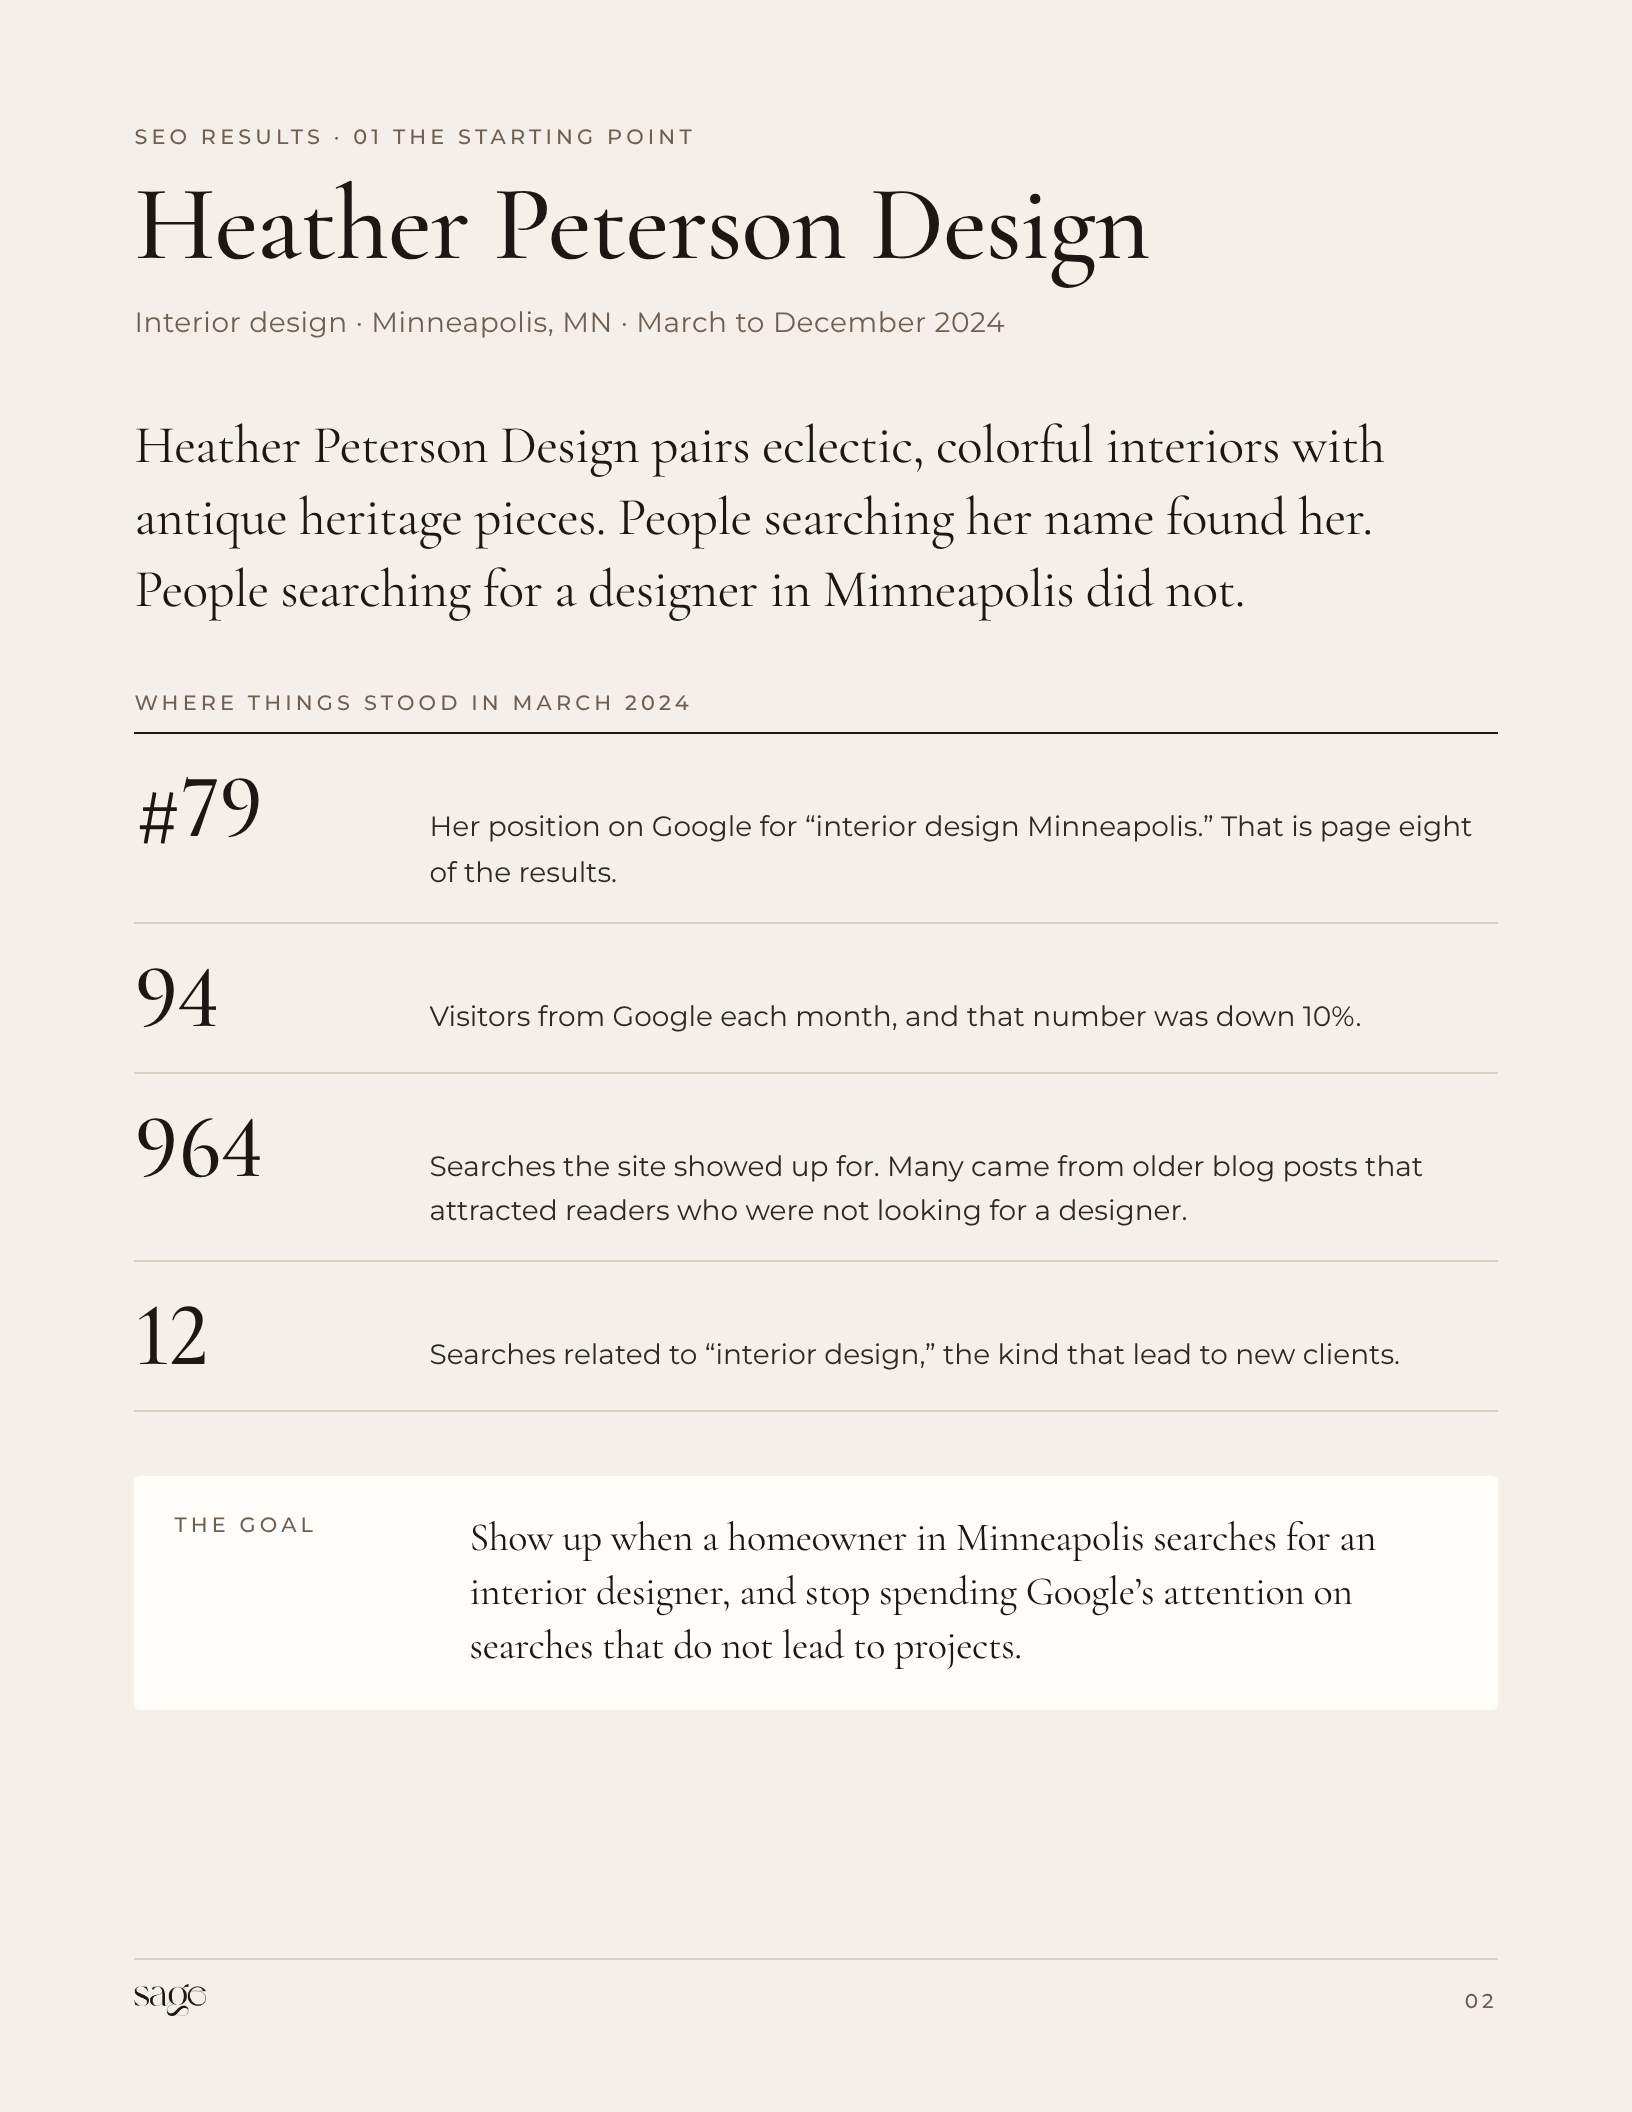 SEO RESULTS · 01 THE STARTING POINT
Heather Peterson Design
Interior design · Minneapolis, MN · March to December 2024
Heather Peterson Design pairs eclectic, colorful interiors with
antique heritage pieces. People searching her name found her.
People searching for a designer in Minneapolis did not.
WHERE THINGS STOOD IN MARCH 2024
#79
Her position on Google for “interior design Minneapolis.” That is page eight
of the results.
94
Visitors from Google each month, and that number was down 10%.
964
Searches the site showed up for. Many came from older blog posts that
attracted readers who were not looking for a designer.
12
Searches related to “interior design,” the kind that lead to new clients.
THE GOAL
Show up when a homeowner in Minneapolis searches for an
interior designer, and stop spending Google’s attention on
searches that do not lead to projects.
sage
02